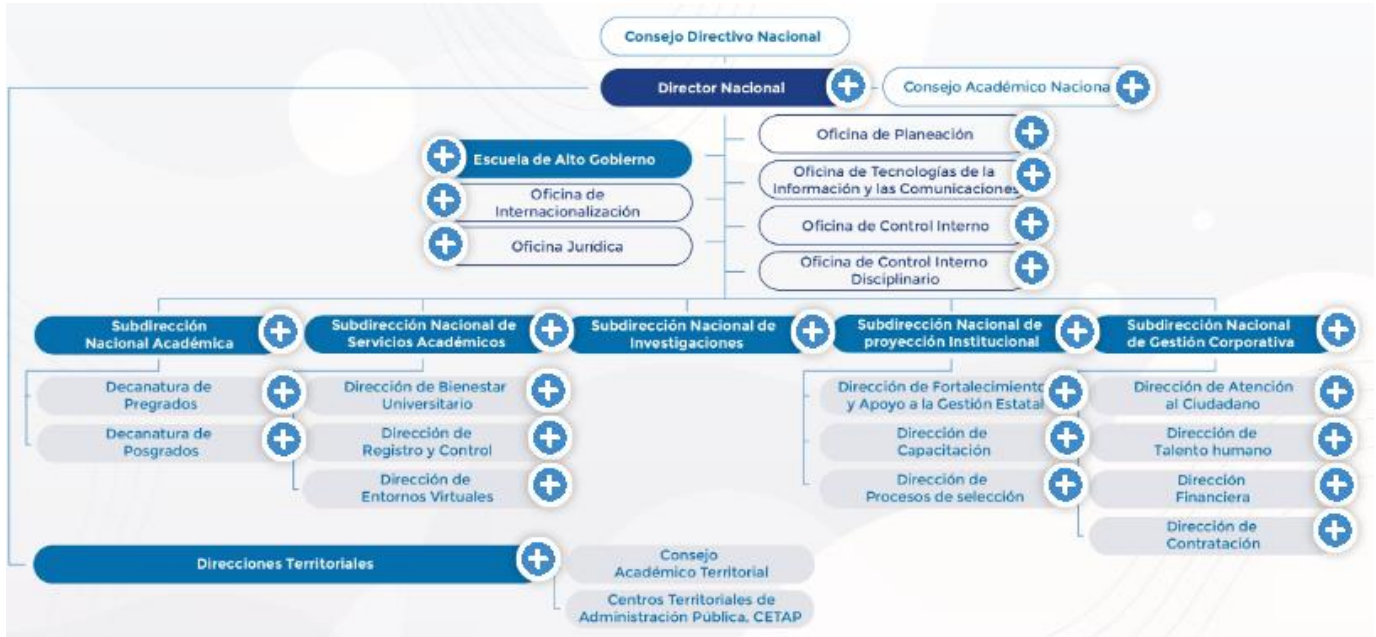 Consejo Directivo Nacional
Director Nacional
Consejo Académico Naciona
Escuela de Alto Gobierno
Oficina de
Internacionalización
Oficina Jurídica
Oficina de Planeación
Oficina de Tecnologías de la
Información y las Comunicaciones
Oficina de Control Interno
Oficina de Control Interno
Disciplinario
Subdirección
Nacional Académica
Decanatura de
Pregrados
Decanatura de
Posgrados
Subdirección Nacional de
Servicios Académicos
Dirección de Bienestar
Universitario
Dirección de
Registro y Control
Dirección de
Entornos Virtuales
Subdirección Nacional de
Investigaciones
Subdirección Nacional de
proyección Institucional
Dirección de Fortalecimiento
y Apoyo a la Gestión Estatal
Dirección de
Capacitación
Dirección de
Procesos de selección
Subdirección Nacional
de Gestión Corporativa
Dirección de Atención
al Ciudadano
Dirección de
Talento humano
Dirección
Financiera
Dirección de
Contratación
Direcciones Territoriales
Consejo
Académico Territorial
Centros Territoriales de
Administración Pública, CETAP